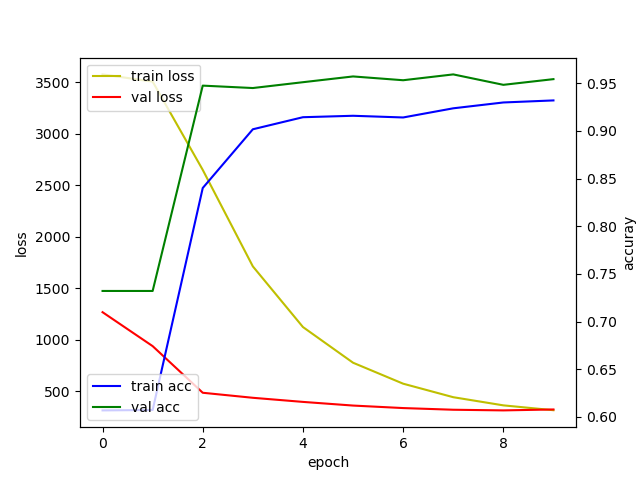 train loss
val loss
3500
3000
2500
2000
1500
1000
500
loss
0.95
0.90
0.85
0.80
0.75
0.70
0.65
0.60
accuray
train acc
val acc
0 2 4 6 8
epoch